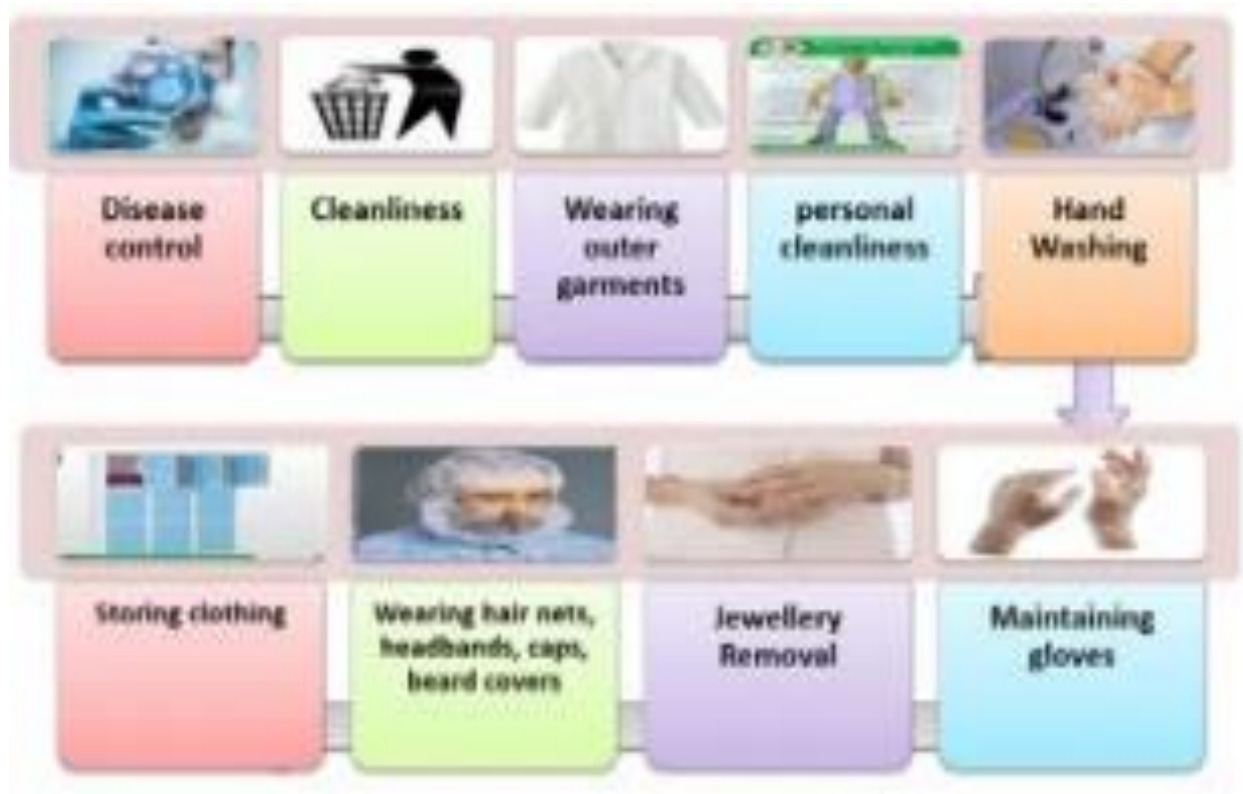 Disease
control
Cleanliness
Wearing
outer
garments
personal
cleanliness
Hand
Washing
Storing clothing
Wearing hair nets,
headbands, caps,
beard covers
Jewellery
Removal
Maintaining
gloves